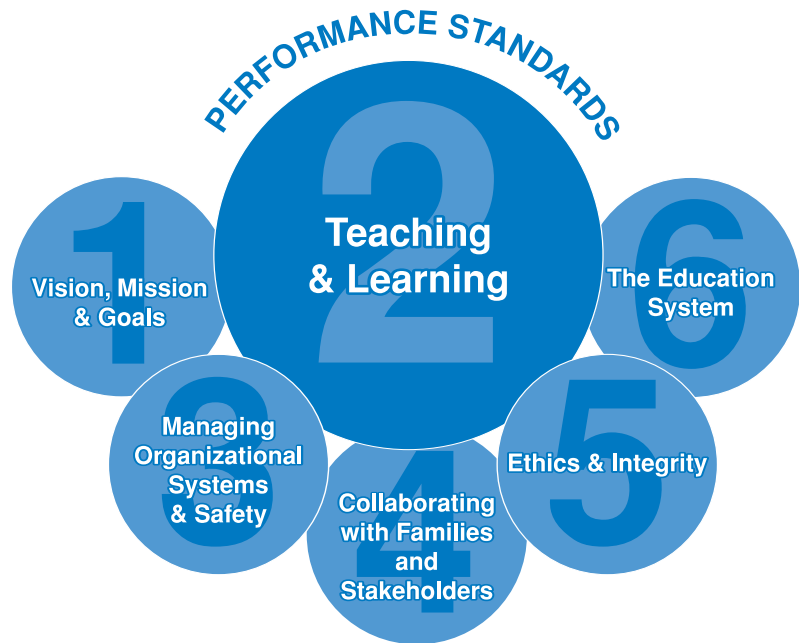 PERFORMANCE STANDARDS
1
Vision, Mission
& Goals
2
Teaching
& Learning
3
Managing
Organizational
Systems
& Safety
4
Collaborating
with Families
and
Stakeholders
5
Ethics & Integrity
6
The Education
System